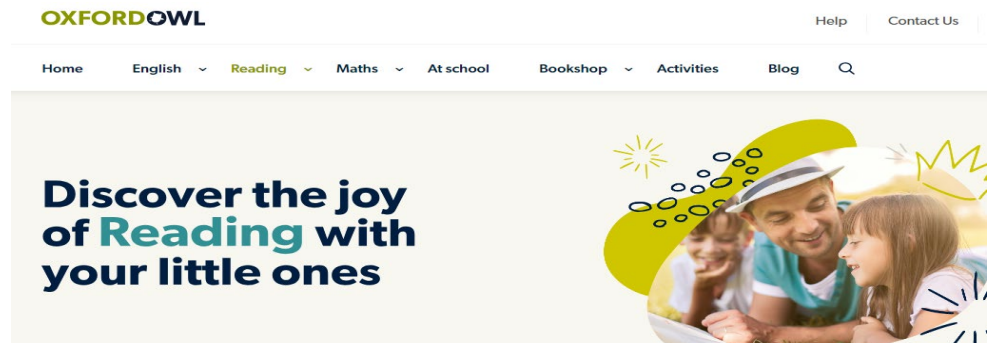 OXFORDOWL
Help Contact Us
Home English Reading Maths At school Bookshop Activities Blog
Discover the joy
of Reading with
your little ones